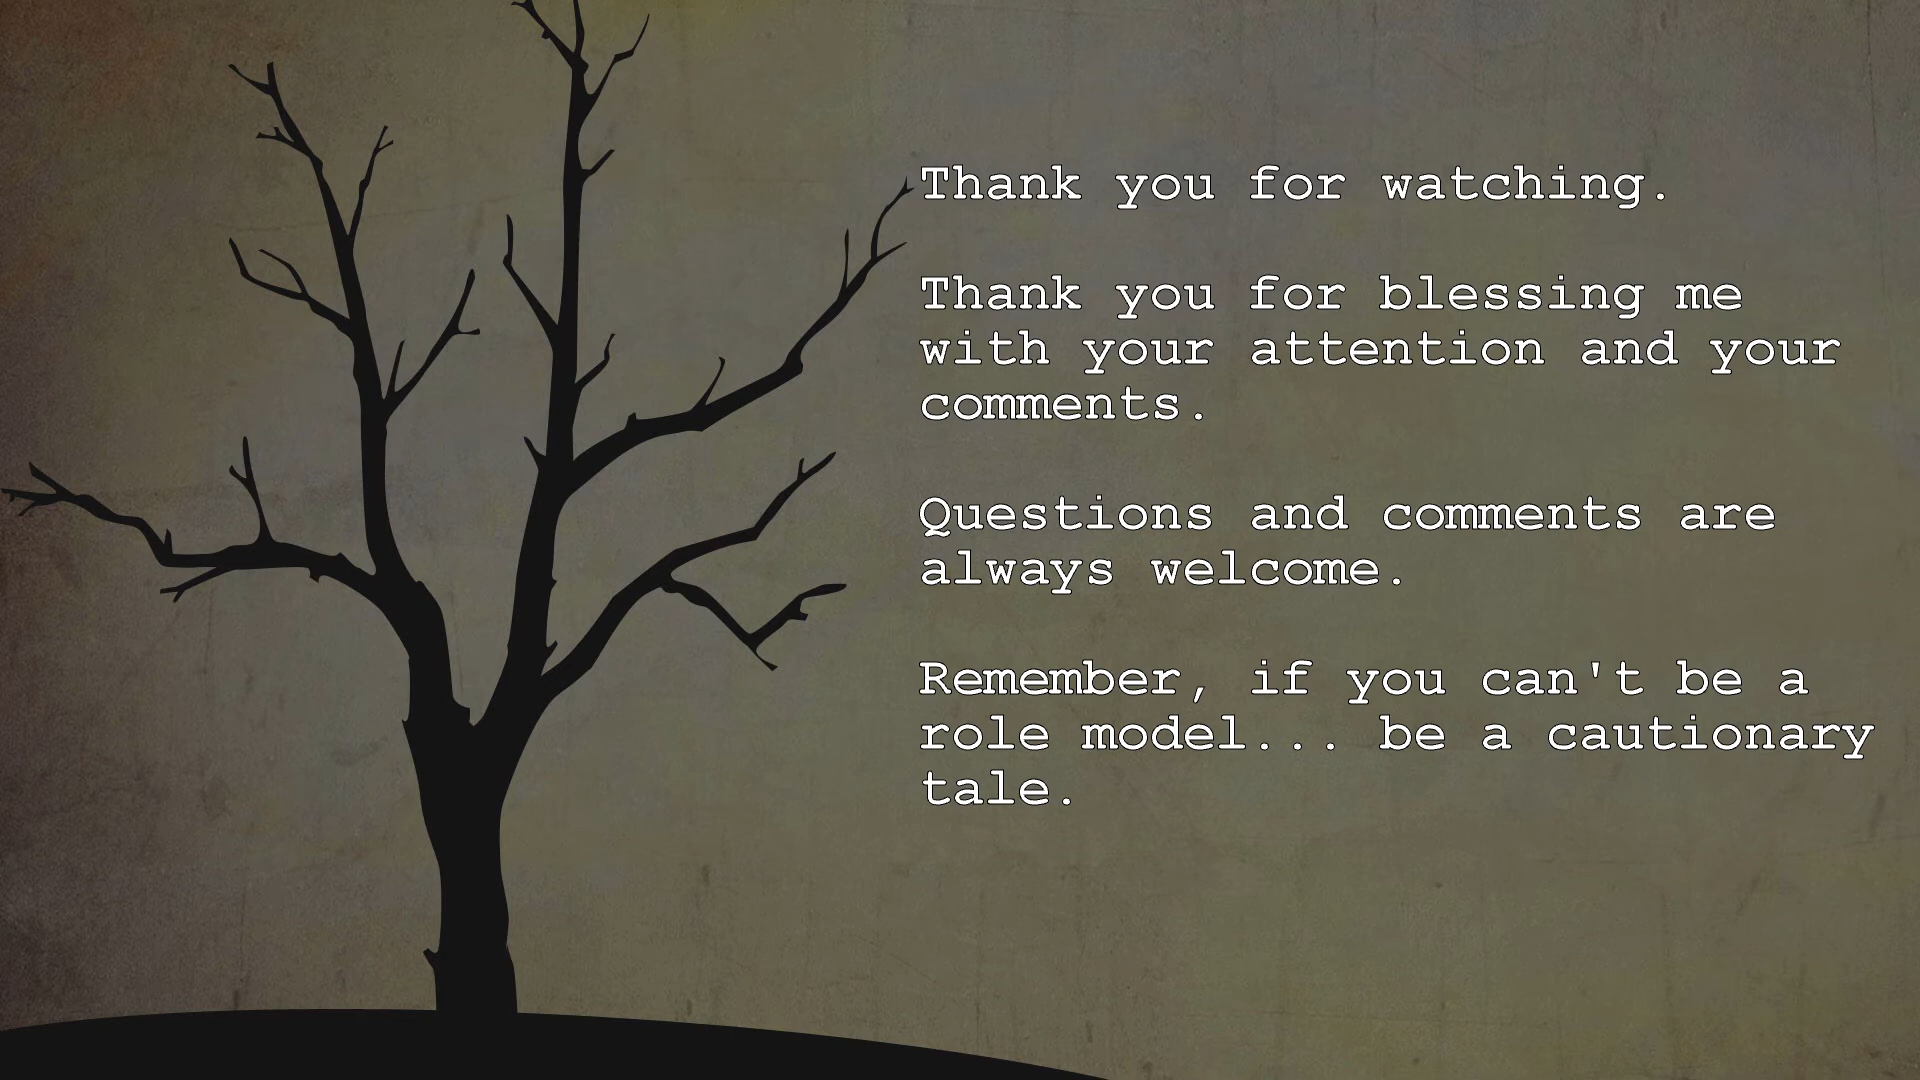 Thank you for watching.
Thank you for blessing me
with your attention and your
comments.
Questions and comments are
always welcome.
Remember, if you can't be a
role model... be a cautionary
tale.